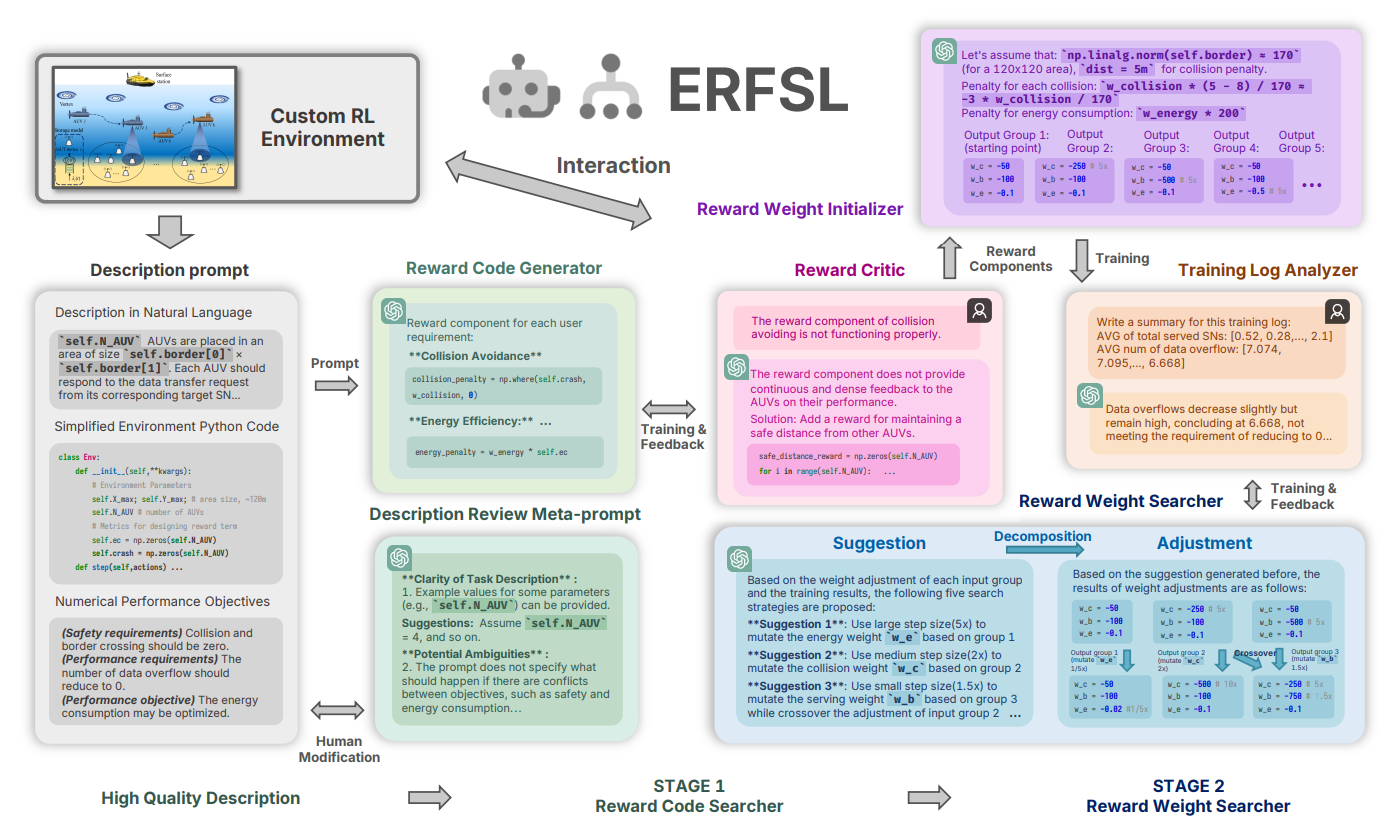 ERFSL
Custom RL
Environment
Surface
station
Vortex
AUV 1
AUV k
Interaction
Description prompt
Description in Natural Language
`self.N_AUV` AUVs are placed in an
area of size `self.border[0]` ×
`self.border[1]`. Each AUV should
respond to the data transfer request
from its corresponding target SN...
Simplified Environment Python Code
class Env:
def __init__(self,**kwargs):
# Environment Parameters
self.X_max; self.Y_max; # area size, ~120m
self.N_AUV # number of AUVs
# Metrics for designing reward term
self.ec = np.zeros(self.N_AUV)
self.crash = np.zeros(self.N_AUV)
def step(self,actions) ...
Numerical Performance Objectives
(Safety requirements) Collision and
border crossing should be zero.
(Performance requirements) The
number of data overflow should
reduce to 0.
(Performance objective) The energy
consumption may be optimized.
Prompt
Reward Code Generator
Reward component for each user
requirement:
**Collision Avoidance**
collision_penalty = np.where(self.crash,
w_collision, 0)
**Energy Efficiency:** ...
energy_penalty = w_energy * self.ec
Description Review Meta-prompt
**Clarity of Task Description** :
1. Example values for some parameters
(e.g., `self.N_AUV`) can be provided.
Suggestions: Assume `self.N_AUV`
= 4, and so on.
**Potential Ambiguities** :
2. The prompt does not specify what
should happen if there are conflicts
between objectives, such as safety and
energy consumption...
Human
Modification
Training &
Feedback
Reward Critic
The reward component of collision
avoiding is not functioning properly.
The reward component does not provide
continuous and dense feedback to the
AUVs on their performance.
Solution: Add a reward for maintaining a
safe distance from other AUVs.
safe_distance_reward = np.zeros(self.N_AUV)
for i in range(self.N_AUV): ...
Reward Weight Initializer
Let's assume that: `np.linalg.norm(self.border) ≈ 170`
(for a 120x120 area), `dist = 5m` for collision penalty.
Penalty for each collision: `w_collision * (5 - 8) / 170 ≈
-3 * w_collision / 170`
Penalty for energy consumption: `w_energy * 200`
Output Group 1:
(starting point)
w_c = -50
w_b = -100
w_e = -0.1
Output
Group 2:
w_c = -250 # 5x
w_b = -100
w_e = -0.1
Output
Group 3:
w_c = -50
w_b = -500 # 5x
w_e = -0.1
Output
Group 4:
w_c = -50
w_b = -100
w_e = -0.5 # 5x
Output
Group 5:
...
Reward
Components
Training
Training Log Analyzer
Write a summary for this training log:
AVG of total served SNs: [0.52, 0.28,..., 2.1]
AVG num of data overflow: [7.074,
7.095,..., 6.668]
Data overflows decrease slightly but
remain high, concluding at 6.668, not
meeting the requirement of reducing to 0...
Training &
Feedback
Reward Weight Searcher
Suggestion
Decomposition
Adjustment
Based on the weight adjustment of each input group
and the training results, the following five search
strategies are proposed:
**Suggestion 1**: Use large step size(5x) to
mutate the energy weight `w_e` based on group 1
**Suggestion 2**: Use medium step size(2x) to
mutate the collision weight `w_c` based on group 2
**Suggestion 3**: Use small step size(1.5x) to
mutate the serving weight `w_b` based on group 3
while crossover the adjustment of input group 2 ...
Based on the suggestion generated before, the
results of weight adjustments are as follows:
w_c = -50
w_b = -100
w_e = -0.1
w_c = -250 # 5x
w_b = -100
w_e = -0.1
w_c = -50
w_b = -500 # 5x
w_e = -0.1
Output group 1
(mutate `w_e`
1/5x)
Output group 2
(mutate `w_c`
2x)
Crossover
Output group 3
(mutate `w_b`
1.5x)
w_c = -50
w_b = -100
w_e = -0.02 #1/5x
w_c = -500 # 10x
w_b = -100
w_e = -0.1
w_c = -250 # 5x
w_b = -750 #
w_e = -0.1
High Quality Description
STAGE 1
Reward Code Searcher
STAGE 2
Reward Weight Searcher